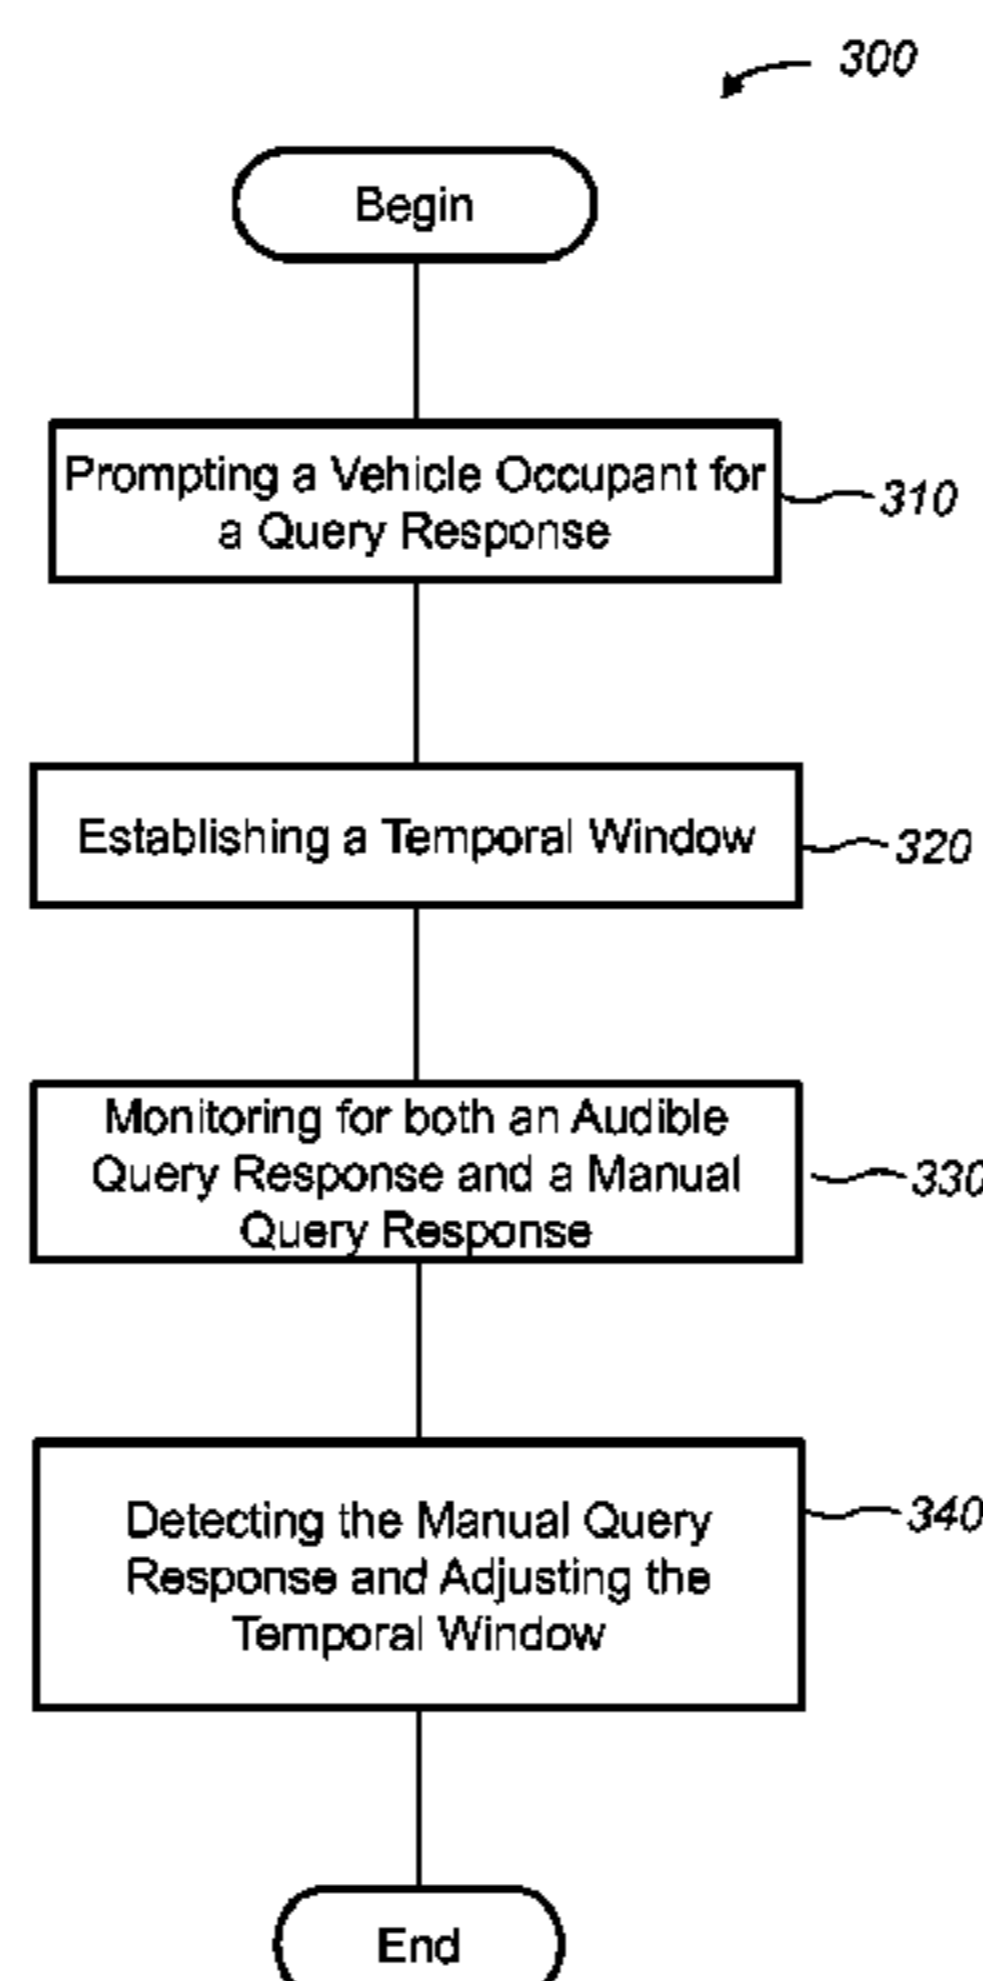 300
Begin
Prompting a Vehicle Occupant for
a Query Response
310
Establishing a Temporal Window
320
Monitoring for both an Audible
Query Response and a Manual
Query Response
330
Detecting the Manual Query
Response and Adjusting the
Temporal Window
340
End